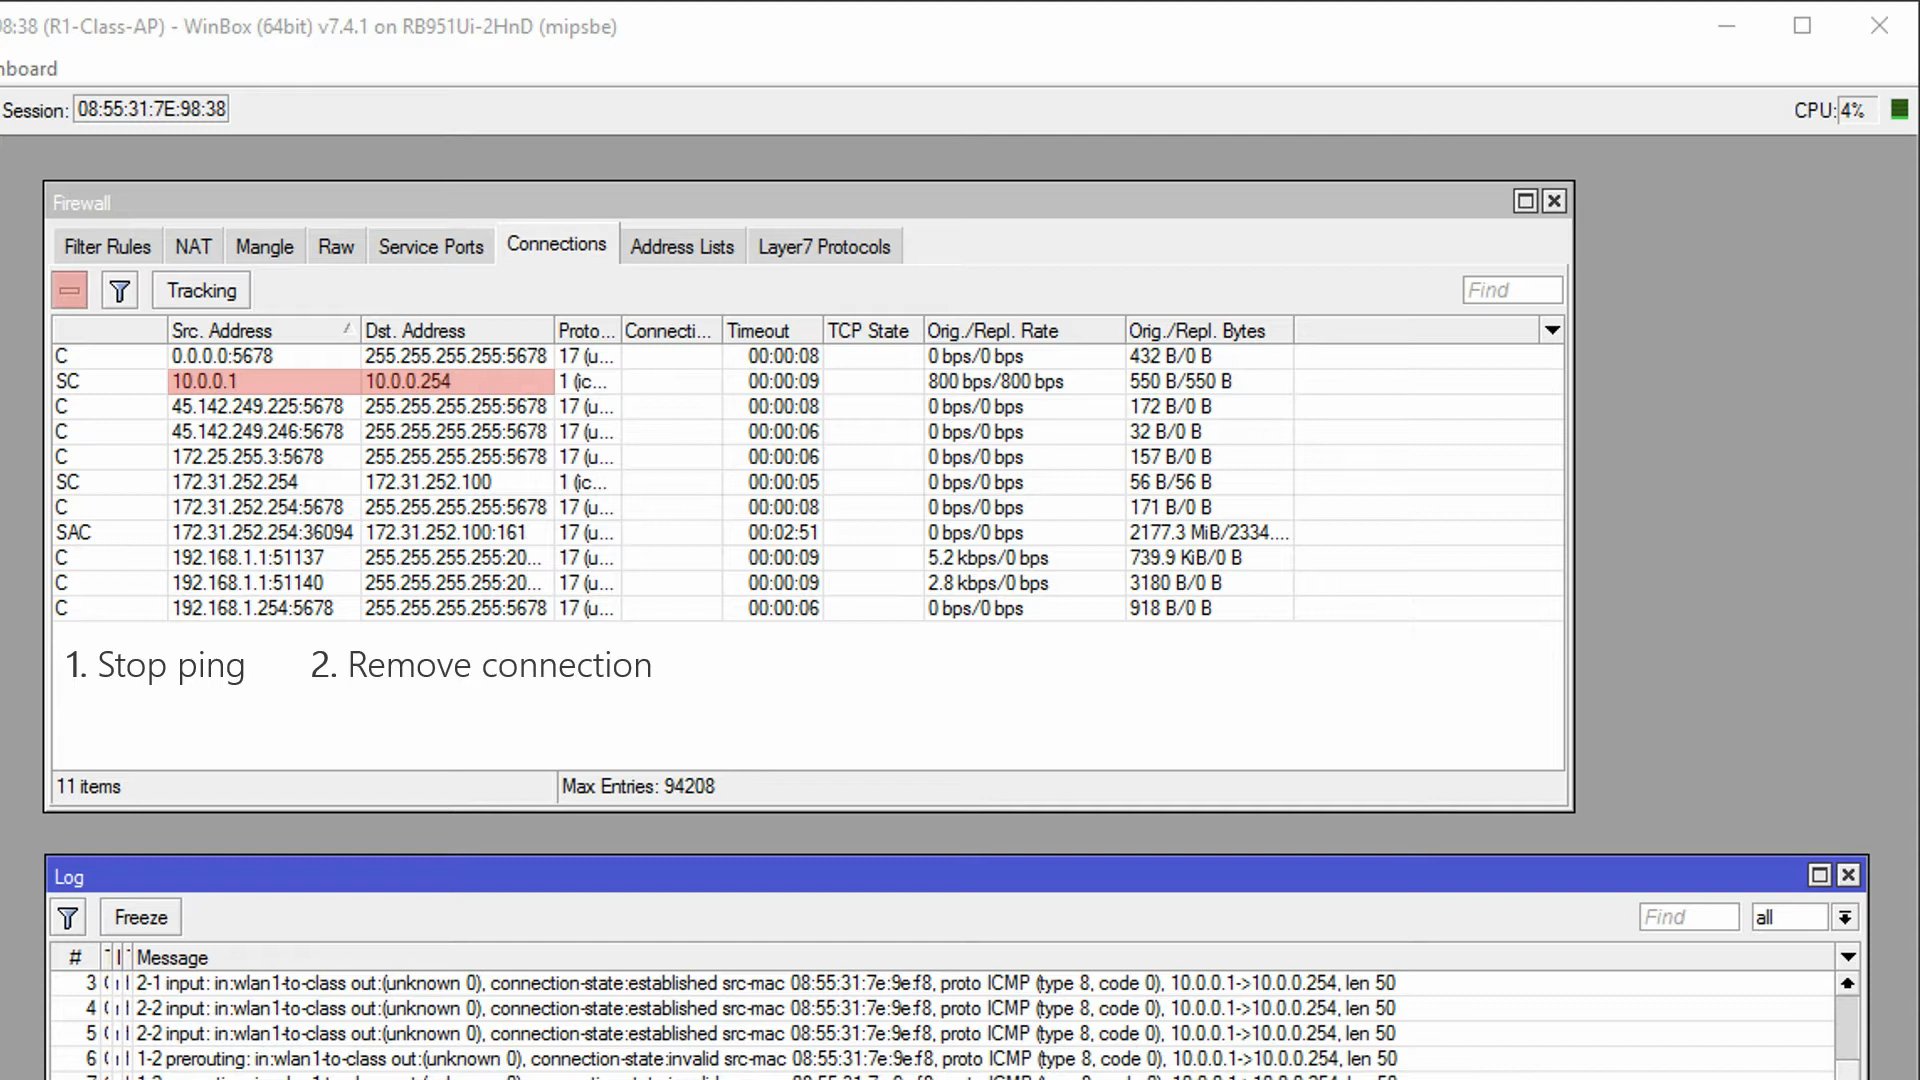 08:38 (R1-Class-AP) - WinBox (64bit) v7.4.1 on RB951Ui-2HnD (mipsbe)
board
Session: 08:55:31:7E:98:38 CPU: 4%
Firewall
Filter Rules NAT Mangle Raw Service Ports Connections Address Lists Layer7 Protocols
Tracking Find
Src. Address Dst. Address Proto... Connecti... Timeout TCP State Orig./Repl. Rate Orig./Repl. Bytes
C 0.0.0.0:5678 255.255.255.255:5678 17 (u... 00:00:08 0 bps/0 bps 432 B/0 B
SC 10.0.0.1 10.0.0.254 1 (ic... 00:00:09 800 bps/800 bps 550 B/550 B
C 45.142.249.225:5678 255.255.255.255:5678 17 (u... 00:00:08 0 bps/0 bps 172 B/0 B
C 45.142.249.246:5678 255.255.255.255:5678 17 (u... 00:00:06 0 bps/0 bps 32 B/0 B
C 172.25.255.3:5678 255.255.255.255:5678 17 (u... 00:00:06 0 bps/0 bps 157 B/0 B
SC 172.31.252.254 172.31.252.100 1 (ic... 00:00:05 0 bps/0 bps 56 B/56 B
C 172.31.252.254:5678 255.255.255.255:5678 17 (u... 00:00:08 0 bps/0 bps 171 B/0 B
SAC 172.31.252.254:36094 172.31.252.100:161 17 (u... 00:02:51 0 bps/0 bps 2177.3 MiB/2334....
C 192.168.1.1:51137 255.255.255.255:20... 17 (u... 00:00:09 5.2 kbps/0 bps 739.9 KiB/0 B
C 192.168.1.1:51140 255.255.255.255:20... 17 (u... 00:00:09 2.8 kbps/0 bps 3180 B/0 B
C 192.168.1.254:5678 255.255.255.255:5678 17 (u... 00:00:06 0 bps/0 bps 918 B/0 B
1. Stop ping 2. Remove connection
11 items Max Entries: 94208
Log
Freeze Find all
# Message
3 2-1 input: in:wlan1-to-class out:(unknown 0), connection-state:established src-mac 08:55:31:7e:9e:f8, proto ICMP (type 8, code 0), 10.0.0.1->10.0.0.254, len 50
4 2-2 input: in:wlan1-to-class out:(unknown 0), connection-state:established src-mac 08:55:31:7e:9e:f8, proto ICMP (type 8, code 0), 10.0.0.1->10.0.0.254, len 50
5 2-2 input: in:wlan1-to-class out:(unknown 0), connection-state:established src-mac 08:55:31:7e:9e:f8, proto ICMP (type 8, code 0), 10.0.0.1->10.0.0.254, len 50
6 1-2 prerouting: in:wlan1-to-class out:(unknown 0), connection-state:invalid src-mac 08:55:31:7e:9e:f8, proto ICMP (type 8, code 0), 10.0.0.1->10.0.0.254, len 50